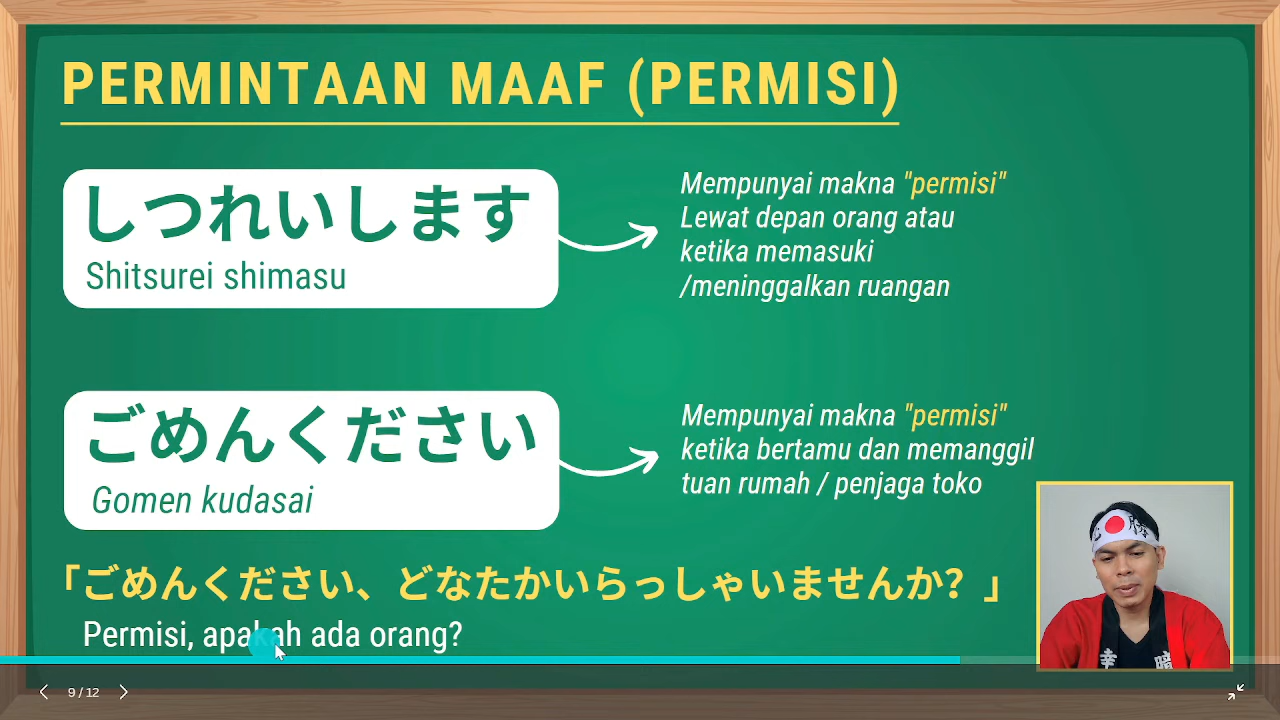 PERMINTAAN MAAF (PERMISI)
しつれいします
Shitsurei shimasu
Mempunyai makna "permisi"
Lewat depan orang atau
ketika memasuki
/meninggalkan ruangan
ごめんください
Gomen kudasai
Mempunyai makna "permisi"
ketika bertamu dan memanggil
tuan rumah / penjaga toko
「ごめんください、どなたかいらっしゃいませんか? 」
Permisi, apakah ada orang?
9 / 12